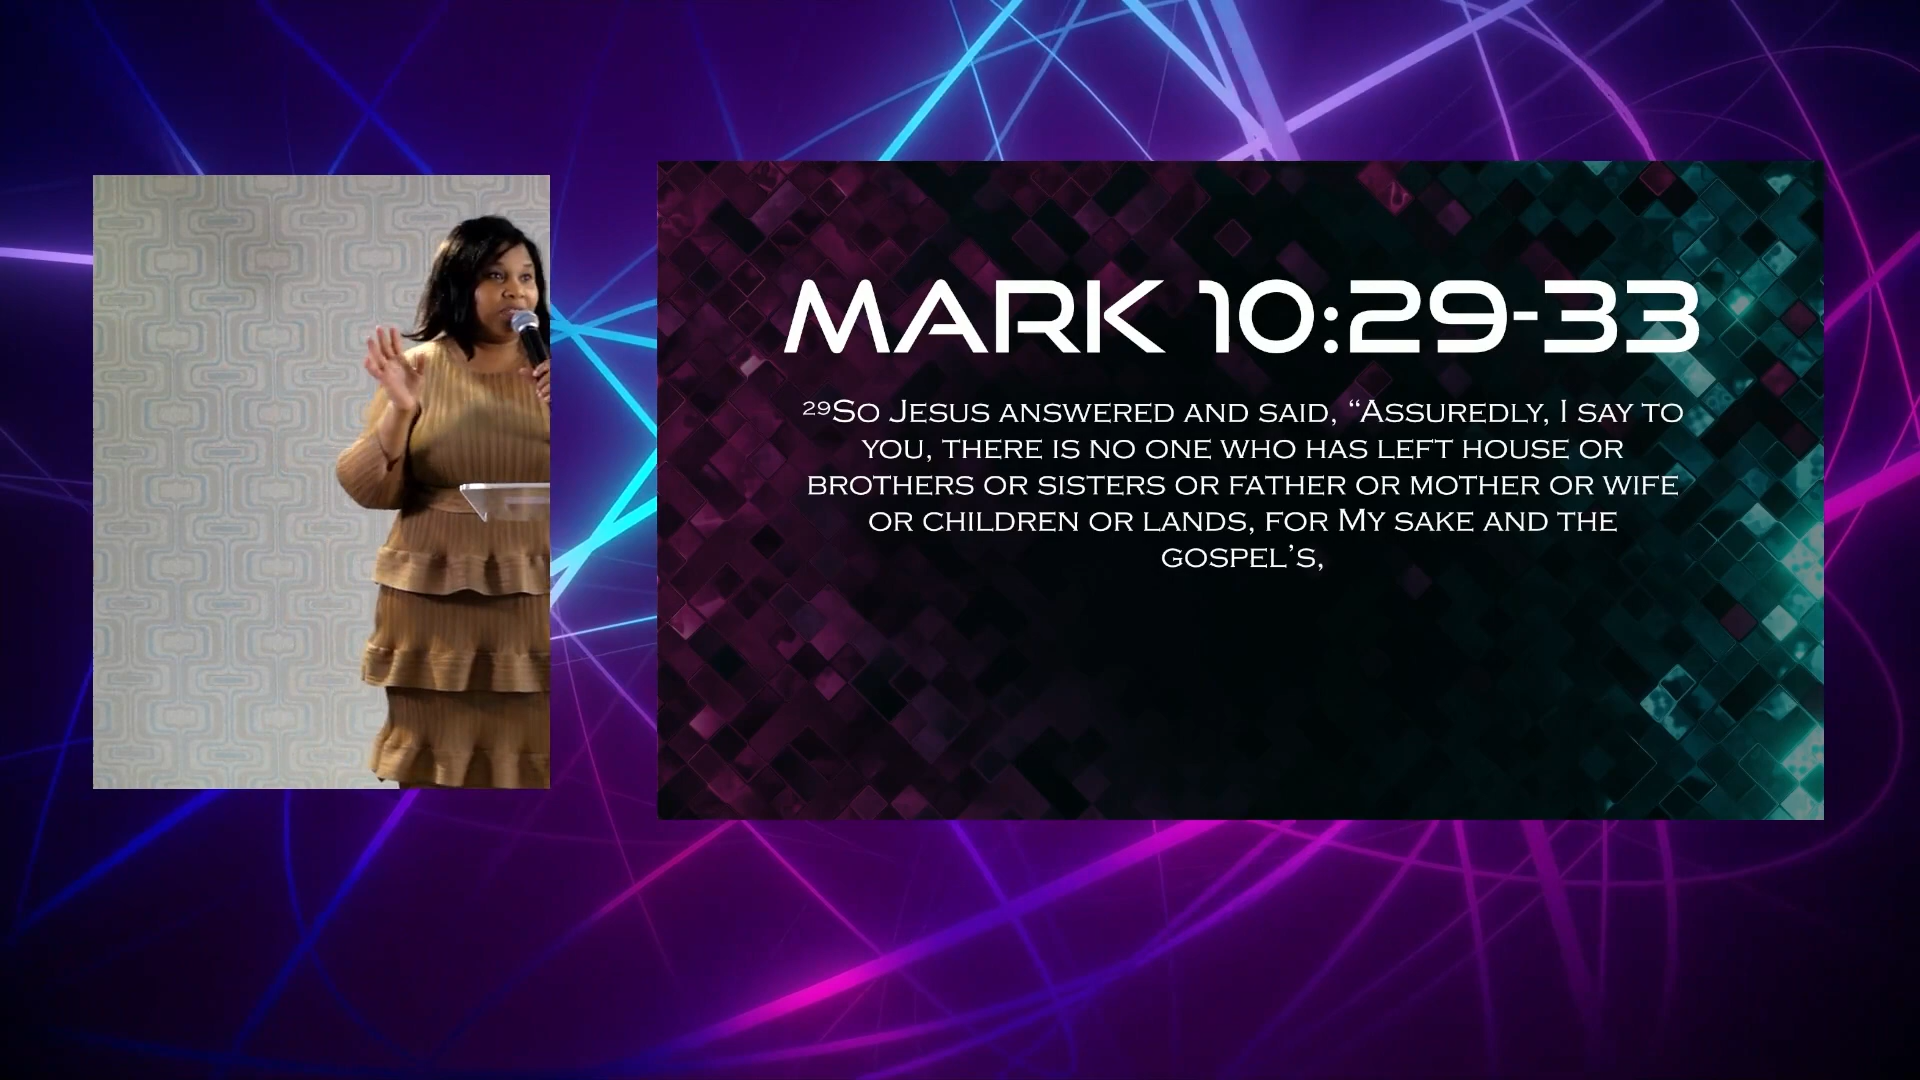 MARK 10:29-33
²⁹So Jesus answered and said, “Assuredly, I say to
you, there is no one who has left house or
brothers or sisters or father or mother or wife
or children or lands, for My sake and the
gospel’s,